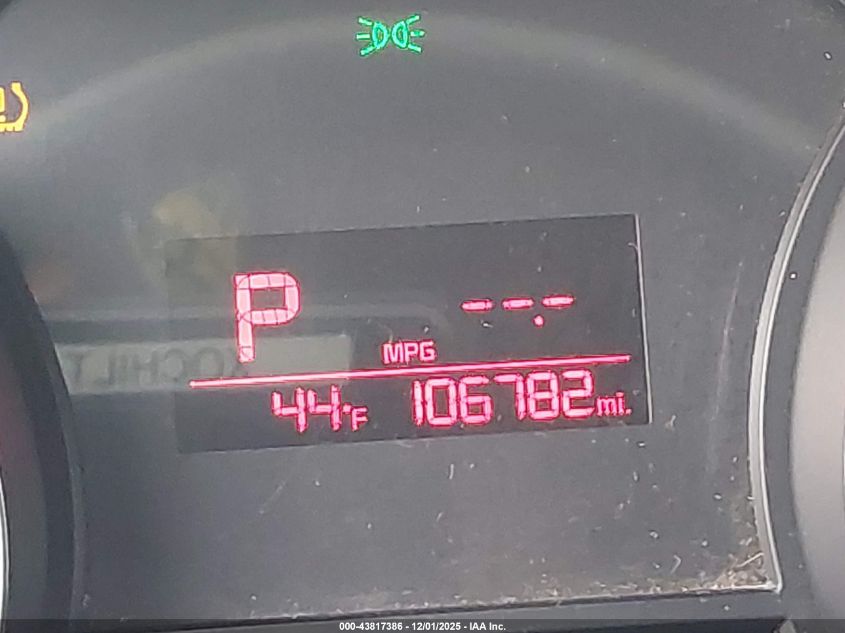 P --.-
MPG
44°F 106782 mi.
000-43817386 - 12/01/2025 - IAA Inc.